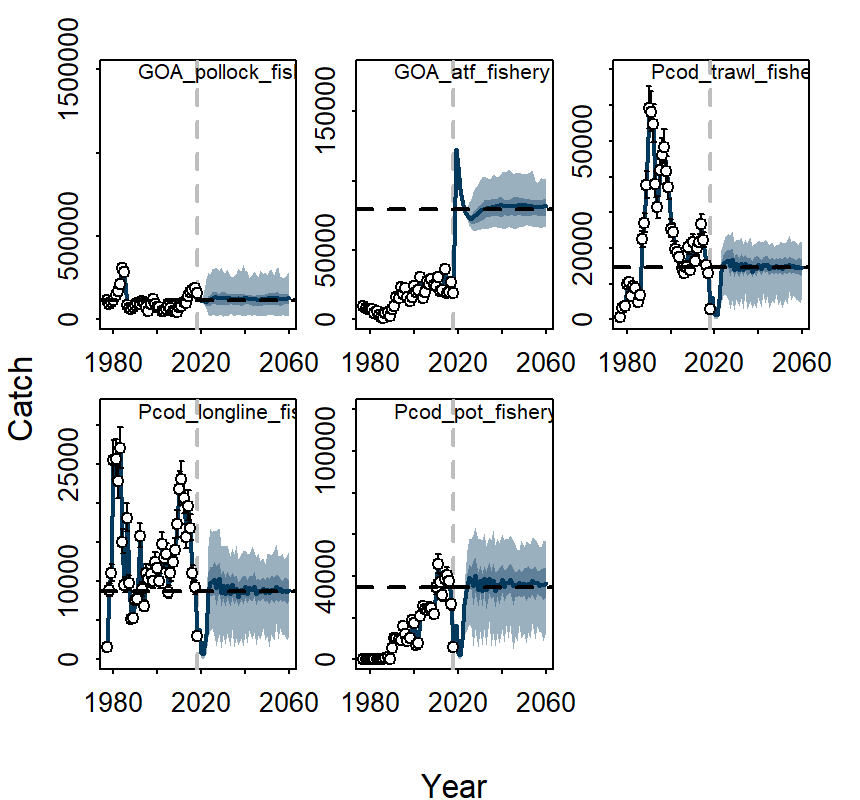 GOA_pollock_fish
GOA_atf_fishery
Pcod_trawl_fishe
0 500000 1500000
0 50000 150000
0 20000 50000
1980 2020 2060
1980 2020 2060
1980 2020 2060
Pcod_longline_fis
Pcod_pot_fishery
0 10000 25000
0 40000 100000
1980 2020 2060
1980 2020 2060
Catch
Year